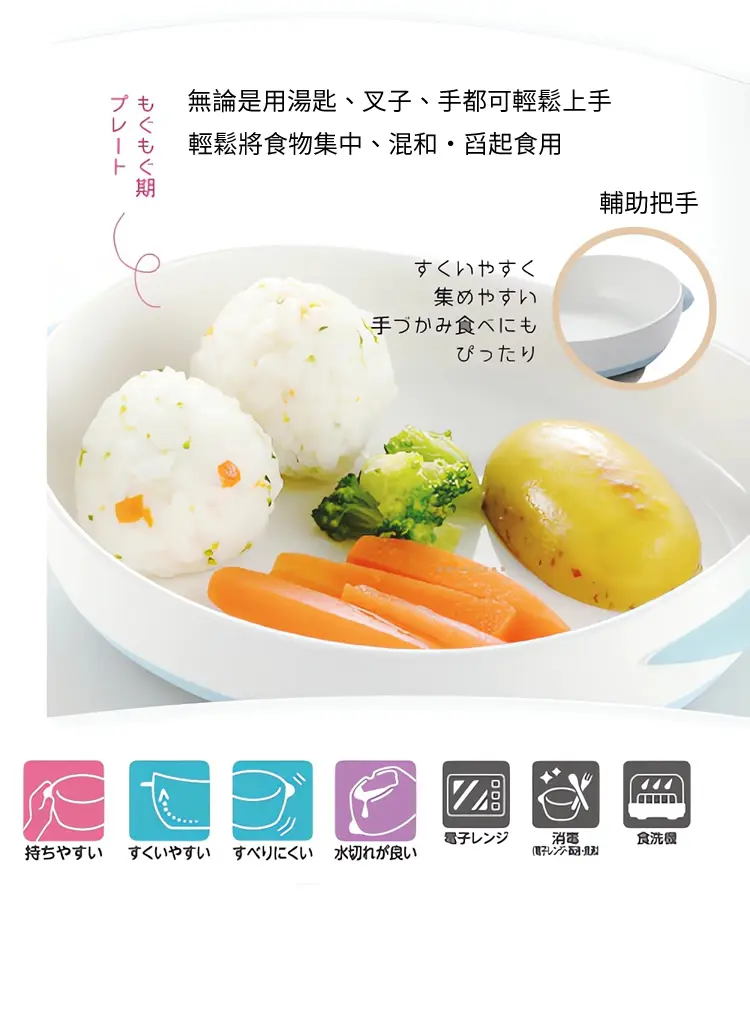 もぐもぐ期
プレート
無論是用湯匙、叉子、手都可輕鬆上手
輕鬆將食物集中、混和・舀起食用
輔助把手
すくいやすく
集めやすい
手づかみ食べにも
ぴったり
持ちやすい
すくいやすい
すべりにくい
水切れが良い
電子レンジ
食洗機